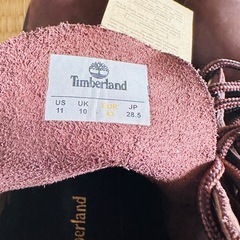 Timberland
US UK EUR JP
11 10 45 28.5
Timberland